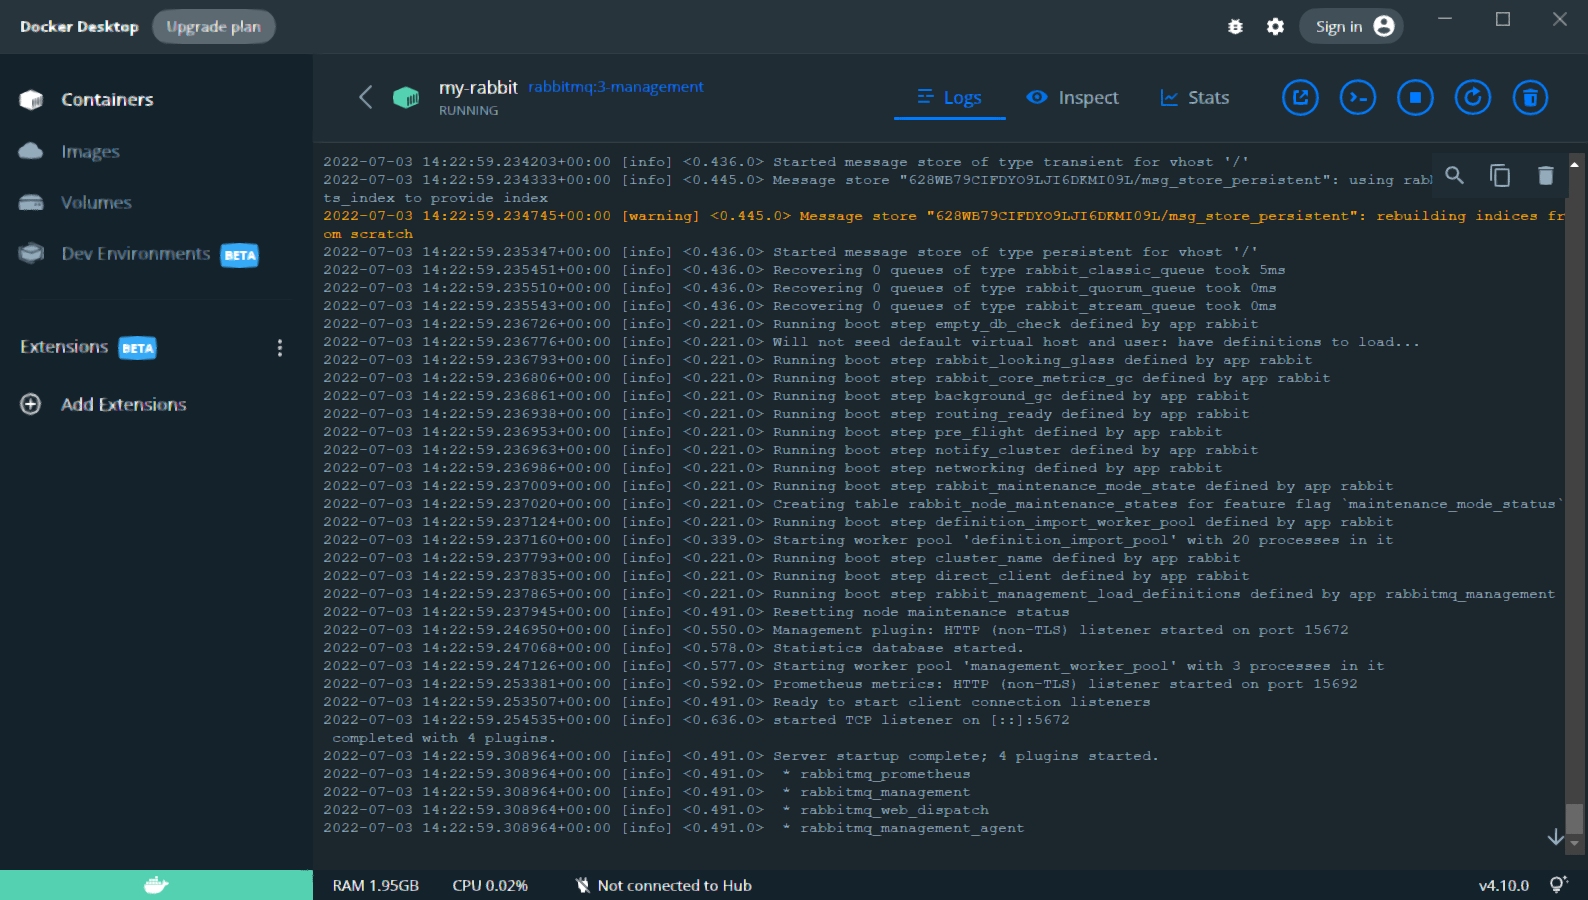 Docker Desktop Upgrade plan Sign in
Containers
Images
Volumes
Dev Environments BETA
Extensions BETA
Add Extensions
my-rabbit rabbitmq:3-management
RUNNING
Logs Inspect Stats
2022-07-03 14:22:59.234203+00:00 [info] <0.436.0> Started message store of type transient for vhost '/'
2022-07-03 14:22:59.234333+00:00 [info] <0.445.0> Message store "628WB79CIFDYO9LJI6DKMI09L/msg_store_persistent": using rab
ts_index to provide index
2022-07-03 14:22:59.234745+00:00 [warning] <0.445.0> Message store "628WB79CIFDYO9LJI6DKMI09L/msg_store_persistent": rebuilding indices fr
om scratch
2022-07-03 14:22:59.235347+00:00 [info] <0.436.0> Started message store of type persistent for vhost '/'
2022-07-03 14:22:59.235451+00:00 [info] <0.436.0> Recovering 0 queues of type rabbit_classic_queue took 5ms
2022-07-03 14:22:59.235510+00:00 [info] <0.436.0> Recovering 0 queues of type rabbit_quorum_queue took 0ms
2022-07-03 14:22:59.235543+00:00 [info] <0.436.0> Recovering 0 queues of type rabbit_stream_queue took 0ms
2022-07-03 14:22:59.236726+00:00 [info] <0.221.0> Running boot step empty_db_check defined by app rabbit
2022-07-03 14:22:59.236776+00:00 [info] <0.221.0> Will not seed default virtual host and user: have definitions to load...
2022-07-03 14:22:59.236793+00:00 [info] <0.221.0> Running boot step rabbit_looking_glass defined by app rabbit
2022-07-03 14:22:59.236806+00:00 [info] <0.221.0> Running boot step rabbit_core_metrics_gc defined by app rabbit
2022-07-03 14:22:59.236861+00:00 [info] <0.221.0> Running boot step background_gc defined by app rabbit
2022-07-03 14:22:59.236938+00:00 [info] <0.221.0> Running boot step routing_ready defined by app rabbit
2022-07-03 14:22:59.236953+00:00 [info] <0.221.0> Running boot step pre_flight defined by app rabbit
2022-07-03 14:22:59.236963+00:00 [info] <0.221.0> Running boot step notify_cluster defined by app rabbit
2022-07-03 14:22:59.236986+00:00 [info] <0.221.0> Running boot step networking defined by app rabbit
2022-07-03 14:22:59.237009+00:00 [info] <0.221.0> Running boot step rabbit_maintenance_mode_state defined by app rabbit
2022-07-03 14:22:59.237020+00:00 [info] <0.221.0> Creating table rabbit_node_maintenance_states for feature flag `maintenance_mode_status`
2022-07-03 14:22:59.237124+00:00 [info] <0.221.0> Running boot step definition_import_worker_pool defined by app rabbit
2022-07-03 14:22:59.237160+00:00 [info] <0.339.0> Starting worker pool 'definition_import_pool' with 20 processes in it
2022-07-03 14:22:59.237793+00:00 [info] <0.221.0> Running boot step cluster_name defined by app rabbit
2022-07-03 14:22:59.237835+00:00 [info] <0.221.0> Running boot step direct_client defined by app rabbit
2022-07-03 14:22:59.237865+00:00 [info] <0.221.0> Running boot step rabbit_management_load_definitions defined by app rabbitmq_management
2022-07-03 14:22:59.237945+00:00 [info] <0.491.0> Resetting node maintenance status
2022-07-03 14:22:59.246950+00:00 [info] <0.550.0> Management plugin: HTTP (non-TLS) listener started on port 15672
2022-07-03 14:22:59.247068+00:00 [info] <0.578.0> Statistics database started.
2022-07-03 14:22:59.247126+00:00 [info] <0.577.0> Starting worker pool 'management_worker_pool' with 3 processes in it
2022-07-03 14:22:59.253381+00:00 [info] <0.592.0> Prometheus metrics: HTTP (non-TLS) listener started on port 15692
2022-07-03 14:22:59.253507+00:00 [info] <0.491.0> Ready to start client connection listeners
2022-07-03 14:22:59.254535+00:00 [info] <0.636.0> started TCP listener on [::]:5672
completed with 4 plugins.
2022-07-03 14:22:59.308964+00:00 [info] <0.491.0> Server startup complete; 4 plugins started.
2022-07-03 14:22:59.308964+00:00 [info] <0.491.0> * rabbitmq_prometheus
2022-07-03 14:22:59.308964+00:00 [info] <0.491.0> * rabbitmq_management
2022-07-03 14:22:59.308964+00:00 [info] <0.491.0> * rabbitmq_web_dispatch
2022-07-03 14:22:59.308964+00:00 [info] <0.491.0> * rabbitmq_management_agent
RAM 1.95GB CPU 0.02% Not connected to Hub v4.10.0